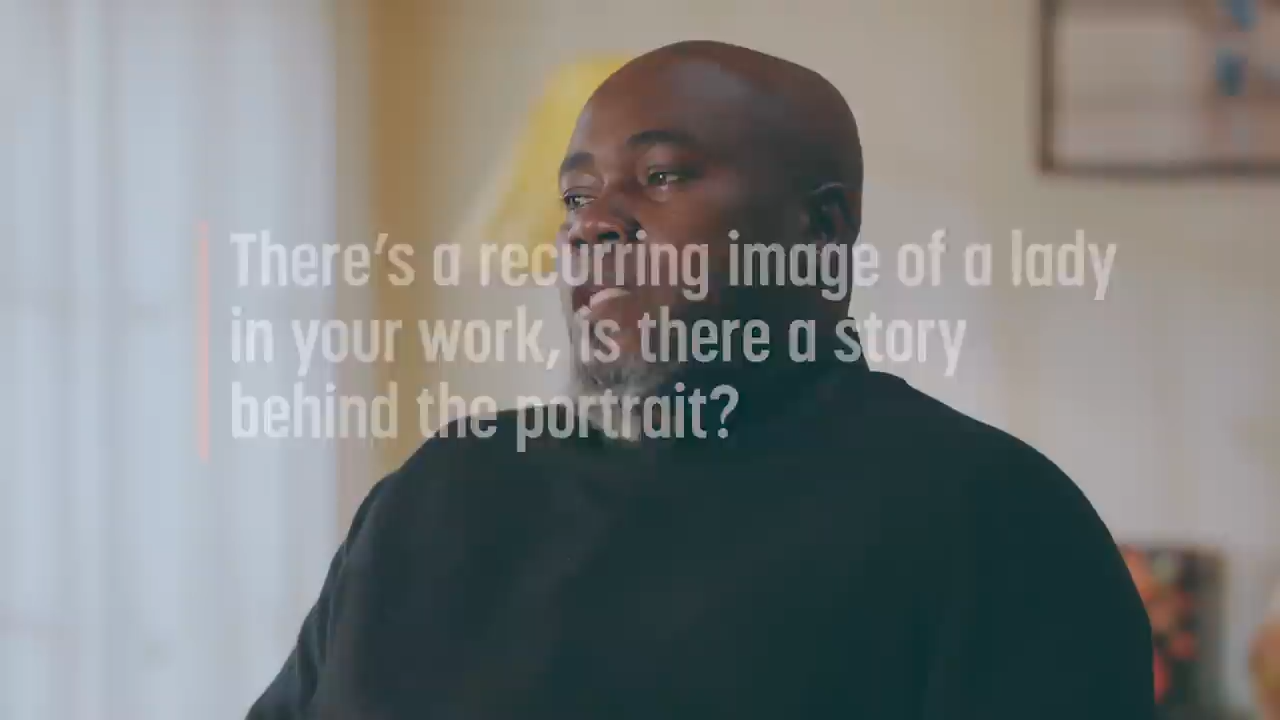 There’s a recurring image of a lady
in your work, is there a story
behind the portrait?